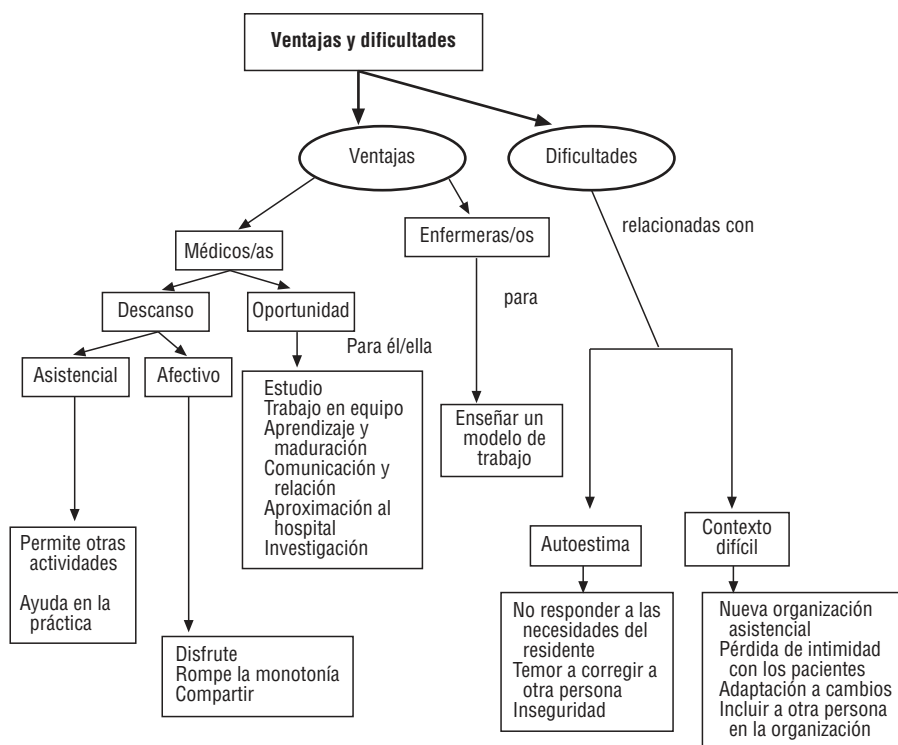 Ventajas y dificultades
Ventajas
Dificultades
relacionadas con
Médicos/as
Enfermeras/os
Descanso
Oportunidad
para
Para él/ella
Asistencial
Afectivo
Estudio
Trabajo en equipo
Aprendizaje y
maduración
Comunicación y
relación
Aproximación al
hospital
Investigación
Enseñar un
modelo de
trabajo
Permite otras
actividades
Ayuda en la
práctica
Disfrute
Rompe la monotonía
Compartir
Autoestima
Contexto
difícil
No responder a las
necesidades del
residente
Temor a corregir a
otra persona
Inseguridad
Nueva organización
asistencial
Pérdida de intimidad
con los pacientes
Adaptación a cambios
Incluir a otra persona
en la organización